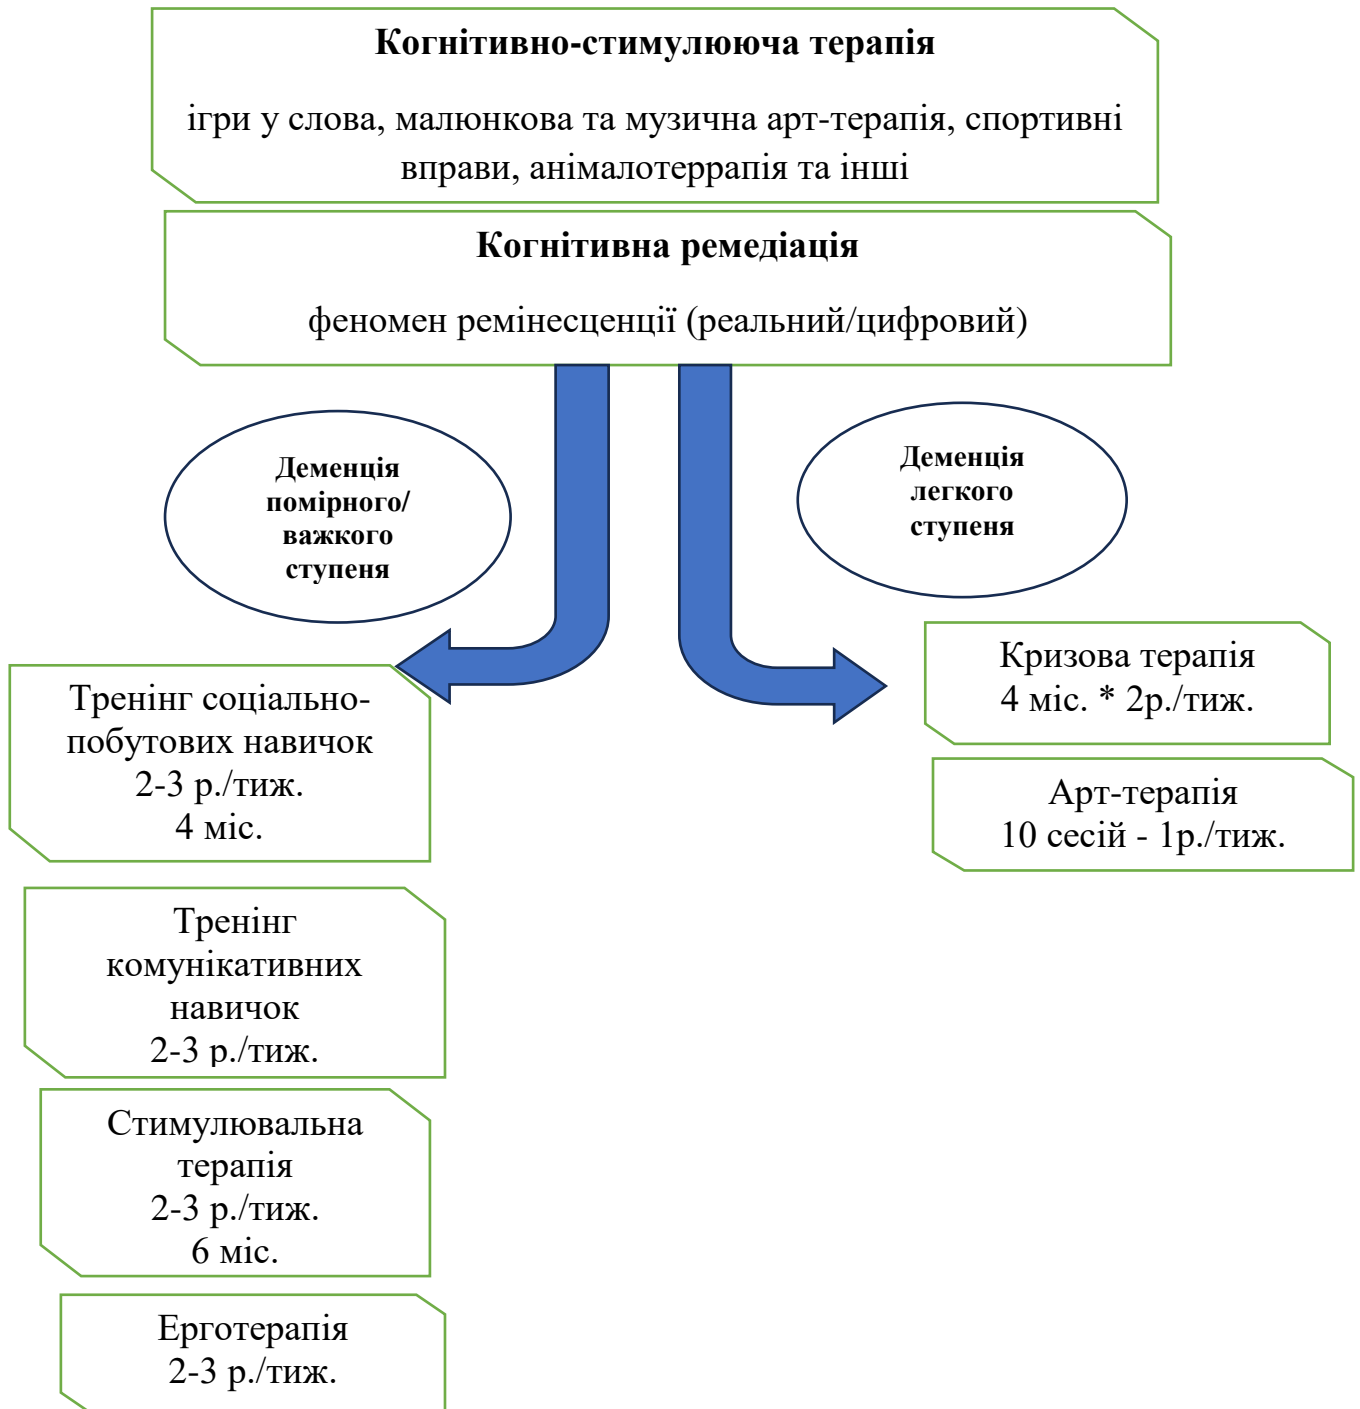 Когнітивно-стимулююча терапія
ігри у слова, малюнкова та музична арт-терапія, спортивні
вправи, анімалотеррапія та інші
Когнітивна ремедіація
феномен ремінесценції (реальний/цифровий)
Деменція
помірного/
важкого
ступеня
Деменція
легкого
ступеня
Тренінг соціально-
побутових навичок
2-3 р./тиж.
4 міс.
Тренінг
комунікативних
навичок
2-3 р./тиж.
Стимулювальна
терапія
2-3 р./тиж.
6 міс.
Ерготерапія
2-3 р./тиж.
Кризова терапія
4 міс. * 2р./тиж.
Арт-терапія
10 сесій - 1р./тиж.